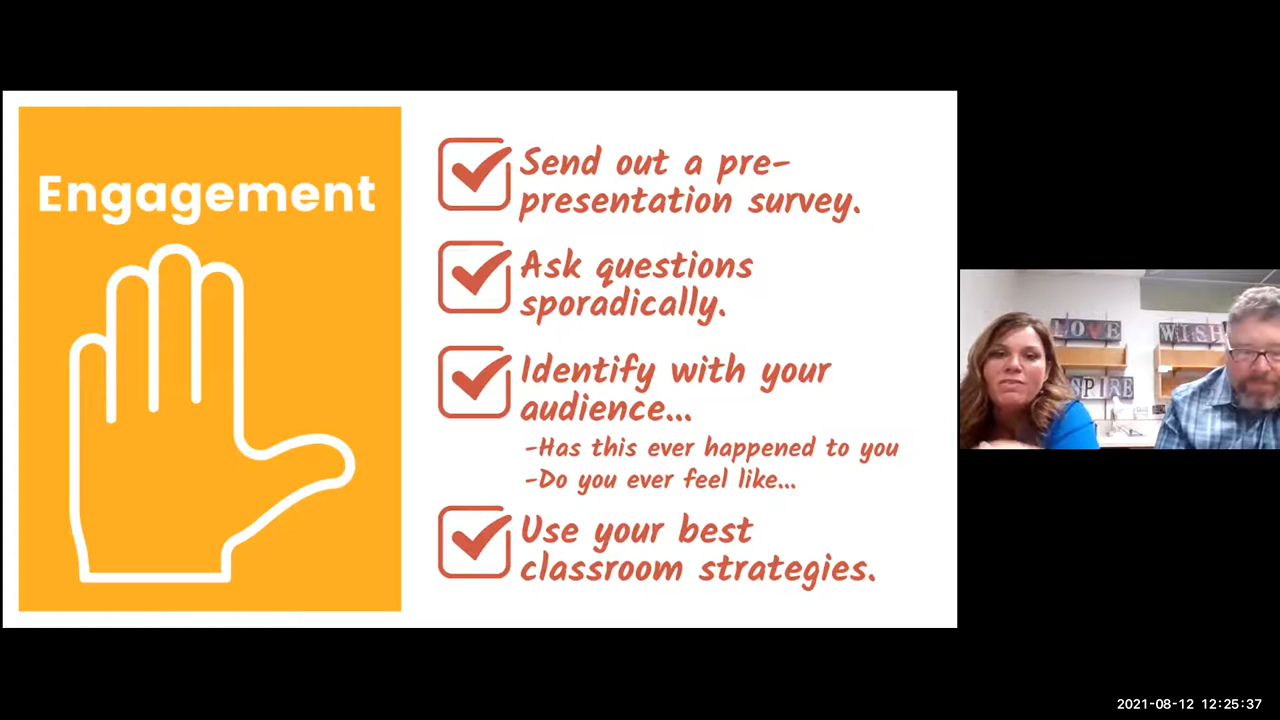 Engagement
Send out a pre-
presentation survey.
Ask questions
sporadically.
Identify with your
audience...
-Has this ever happened to you
-Do you ever feel like...
Use your best
classroom strategies.
LOVE
WISH
SPIRE
2021-08-12 12:25:37